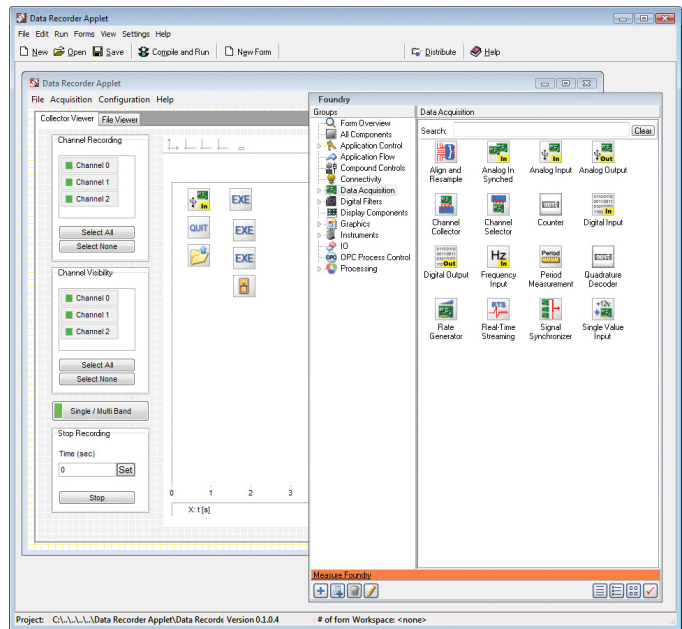 Data Recorder Applet
File Edit Run Forms View Settings Help
New Open Save Compile and Run New Form Distribute Help
Data Recorder Applet
File Acquisition Configuration Help
Collector Viewer File Viewer
Channel Recording
Channel 0
Channel 1
Channel 2
Select All
Select None
Channel Visibility
Channel 0
Channel 1
Channel 2
Select All
Select None
Single / Multi Band
Stop Recording
Time (sec)
0 Set
Stop
In EXE
QUIT EXE
EXE
0 1 2 3
X: t [s]
Foundry
Groups
Form Overview
All Components
Application Control
Application Flow
Compound Controls
Connectivity
Data Acquisition
Digital Filters
Display Components
Graphics
Instruments
IO
OPC OPC Process Control
Processing
Data Acquisition
Search: Clear
In In Out
Align and Resample
Analog In Synched
Analog Input
Analog Output
Channel Collector
Channel Selector
Counter
Digital Input
Digital Output
Frequency Input
Period Measurement
Quadrature Decoder
Rate Generator
Real-Time Streaming
Signal Synchronizer
Single Value Input
Measure Foundry
Project: C:\..\..\..\..\Data Recorder Applet\Data Recorde Version 0.1.0.4 # of forn Workspace: <none>